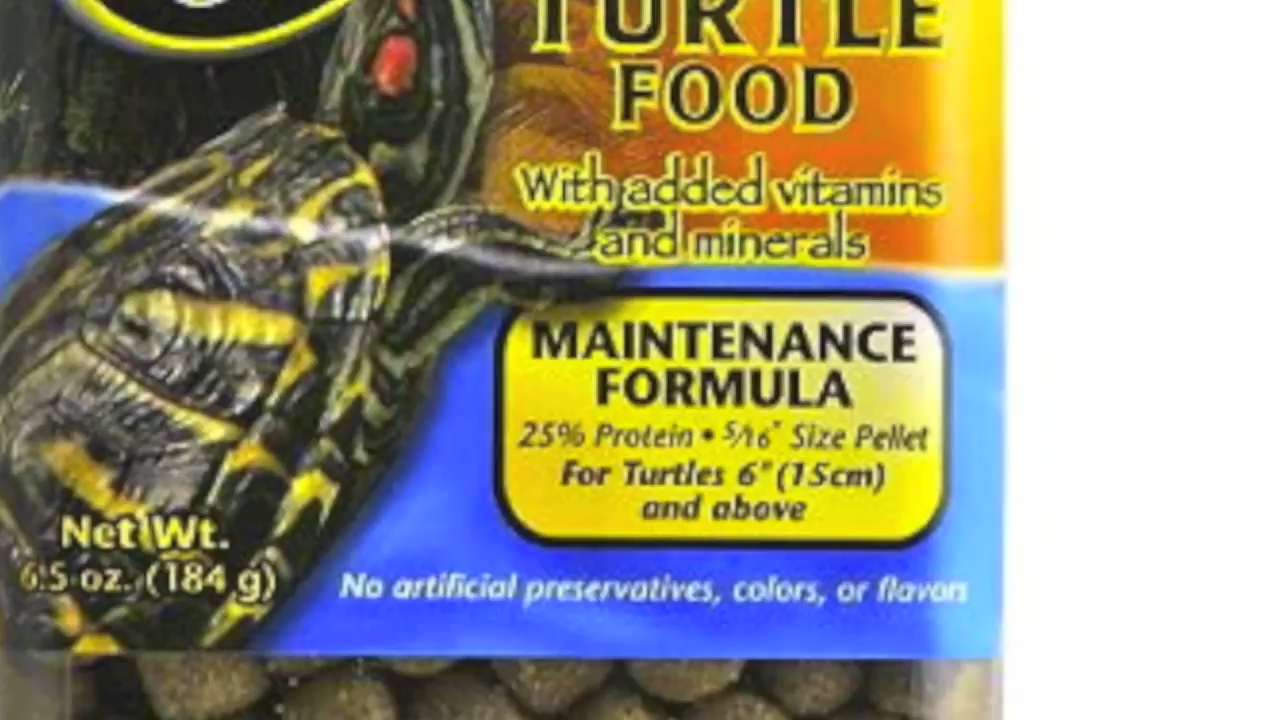 TURTLE
FOOD
With added vitamins
and minerals
MAINTENANCE
FORMULA
25% Protein • 5/16" Size Pellet
For Turtles 6" (15cm)
and above
Net Wt.
6.5 oz. (184 g)
No artificial preservatives, colors, or flavors